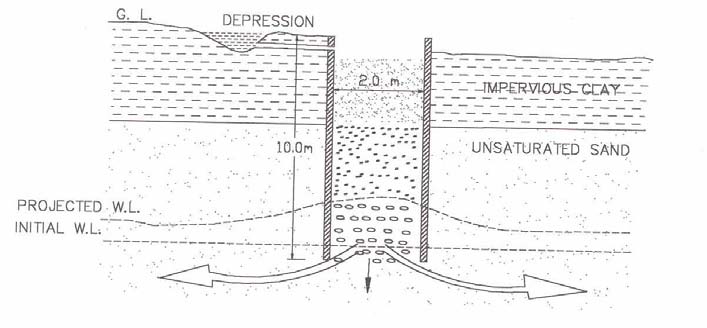 G. L.
DEPRESSION
2.0 m.
IMPERVIOUS CLAY
10.0m
UNSATURATED SAND
PROJECTED W.L.
INITIAL W.L.